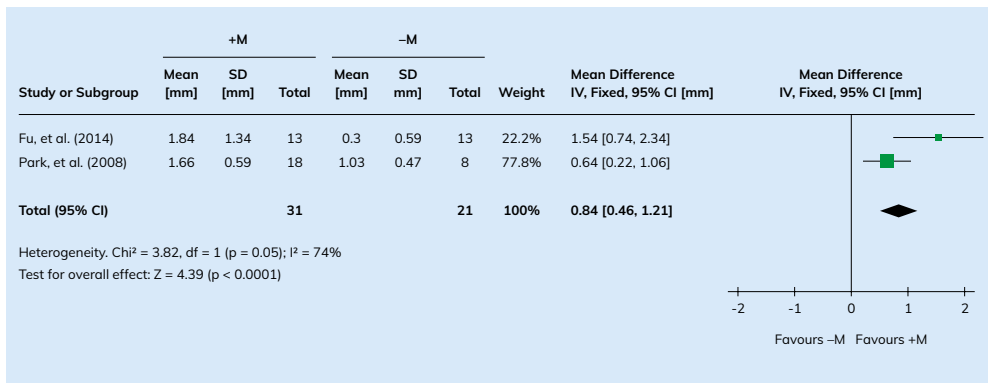 +M –M
Mean SD Mean SD Mean Difference Mean Difference
Study or Subgroup [mm] [mm] Total [mm] mm] Total Weight IV, Fixed, 95% CI [mm] IV, Fixed, 95% CI [mm]
Fu, et al. (2014) 1.84 1.34 13 0.3 0.59 13 22.2% 1.54 [0.74, 2.34]
Park, et al. (2008) 1.66 0.59 18 1.03 0.47 8 77.8% 0.64 [0.22, 1.06]
Total (95% CI) 31 21 100% 0.84 [0.46, 1.21]
Heterogeneity. Chi² = 3.82, df = 1 (p = 0.05); I² = 74%
Test for overall effect: Z = 4.39 (p < 0.0001)
-2 -1 0 1 2
Favours –M Favours +M